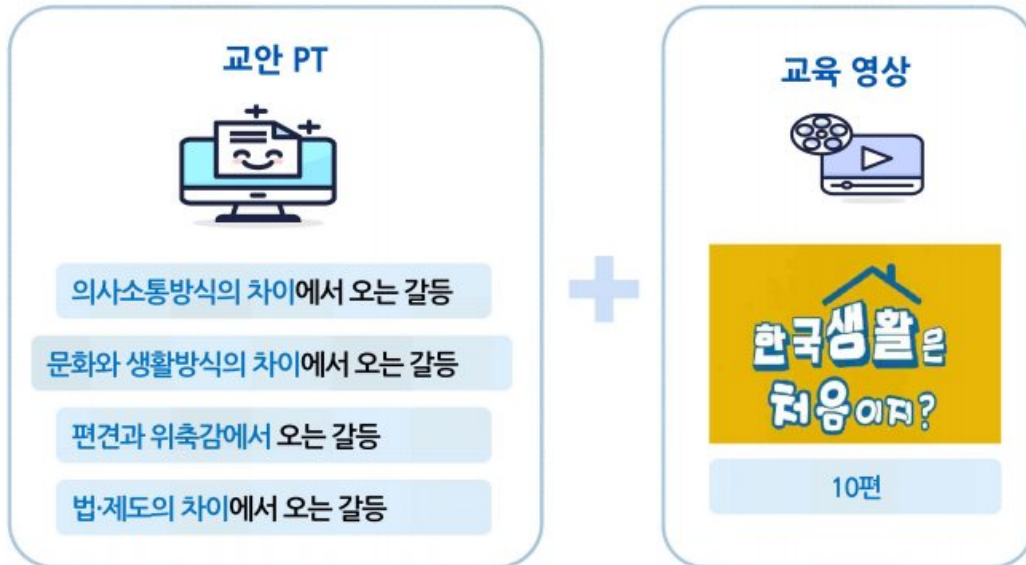 교안 PT
의사소통방식의 차이에서 오는 갈등
문화와 생활방식의 차이에서 오는 갈등
편견과 위축감에서 오는 갈등
법·제도의 차이에서 오는 갈등
교육 영상
한국생활은
처음이지?
10편